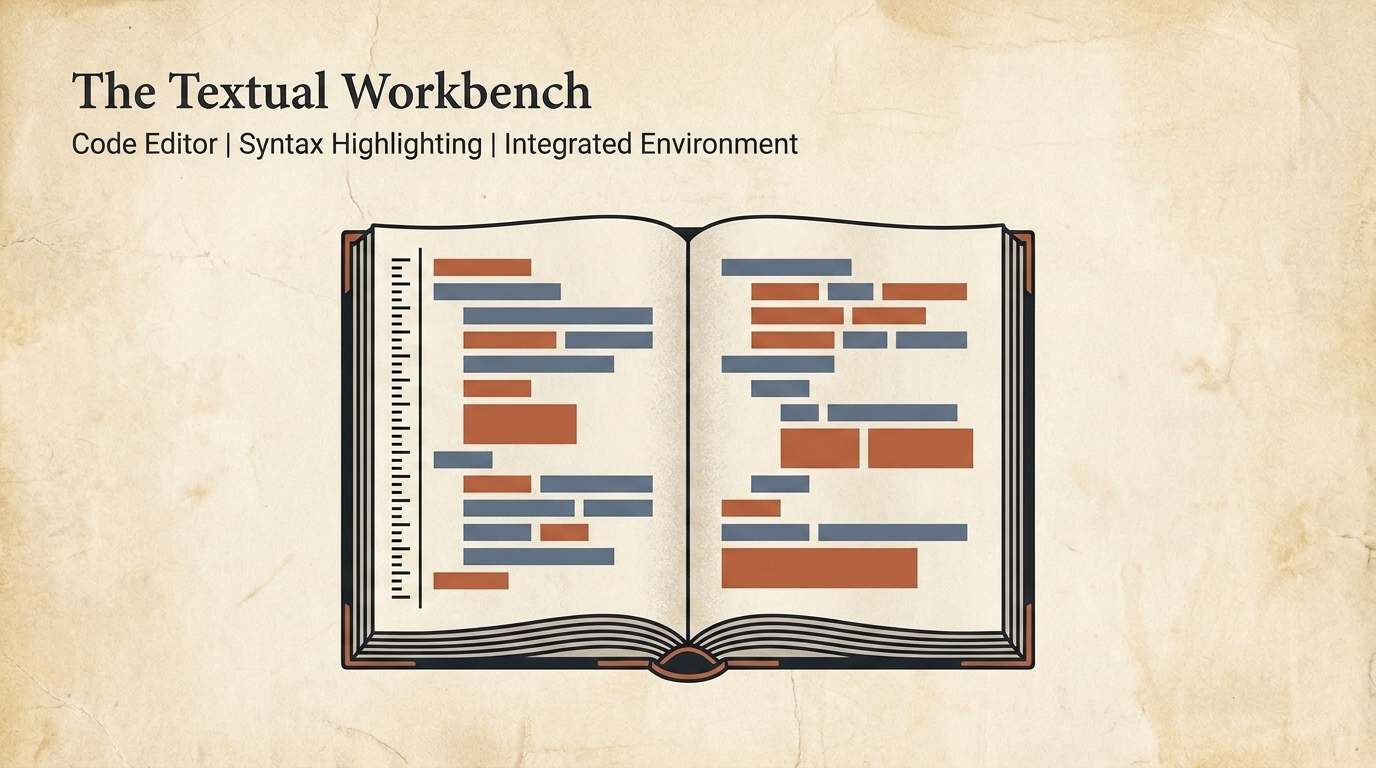 The Textual Workbench
Code Editor | Syntax Highlighting | Integrated Environment